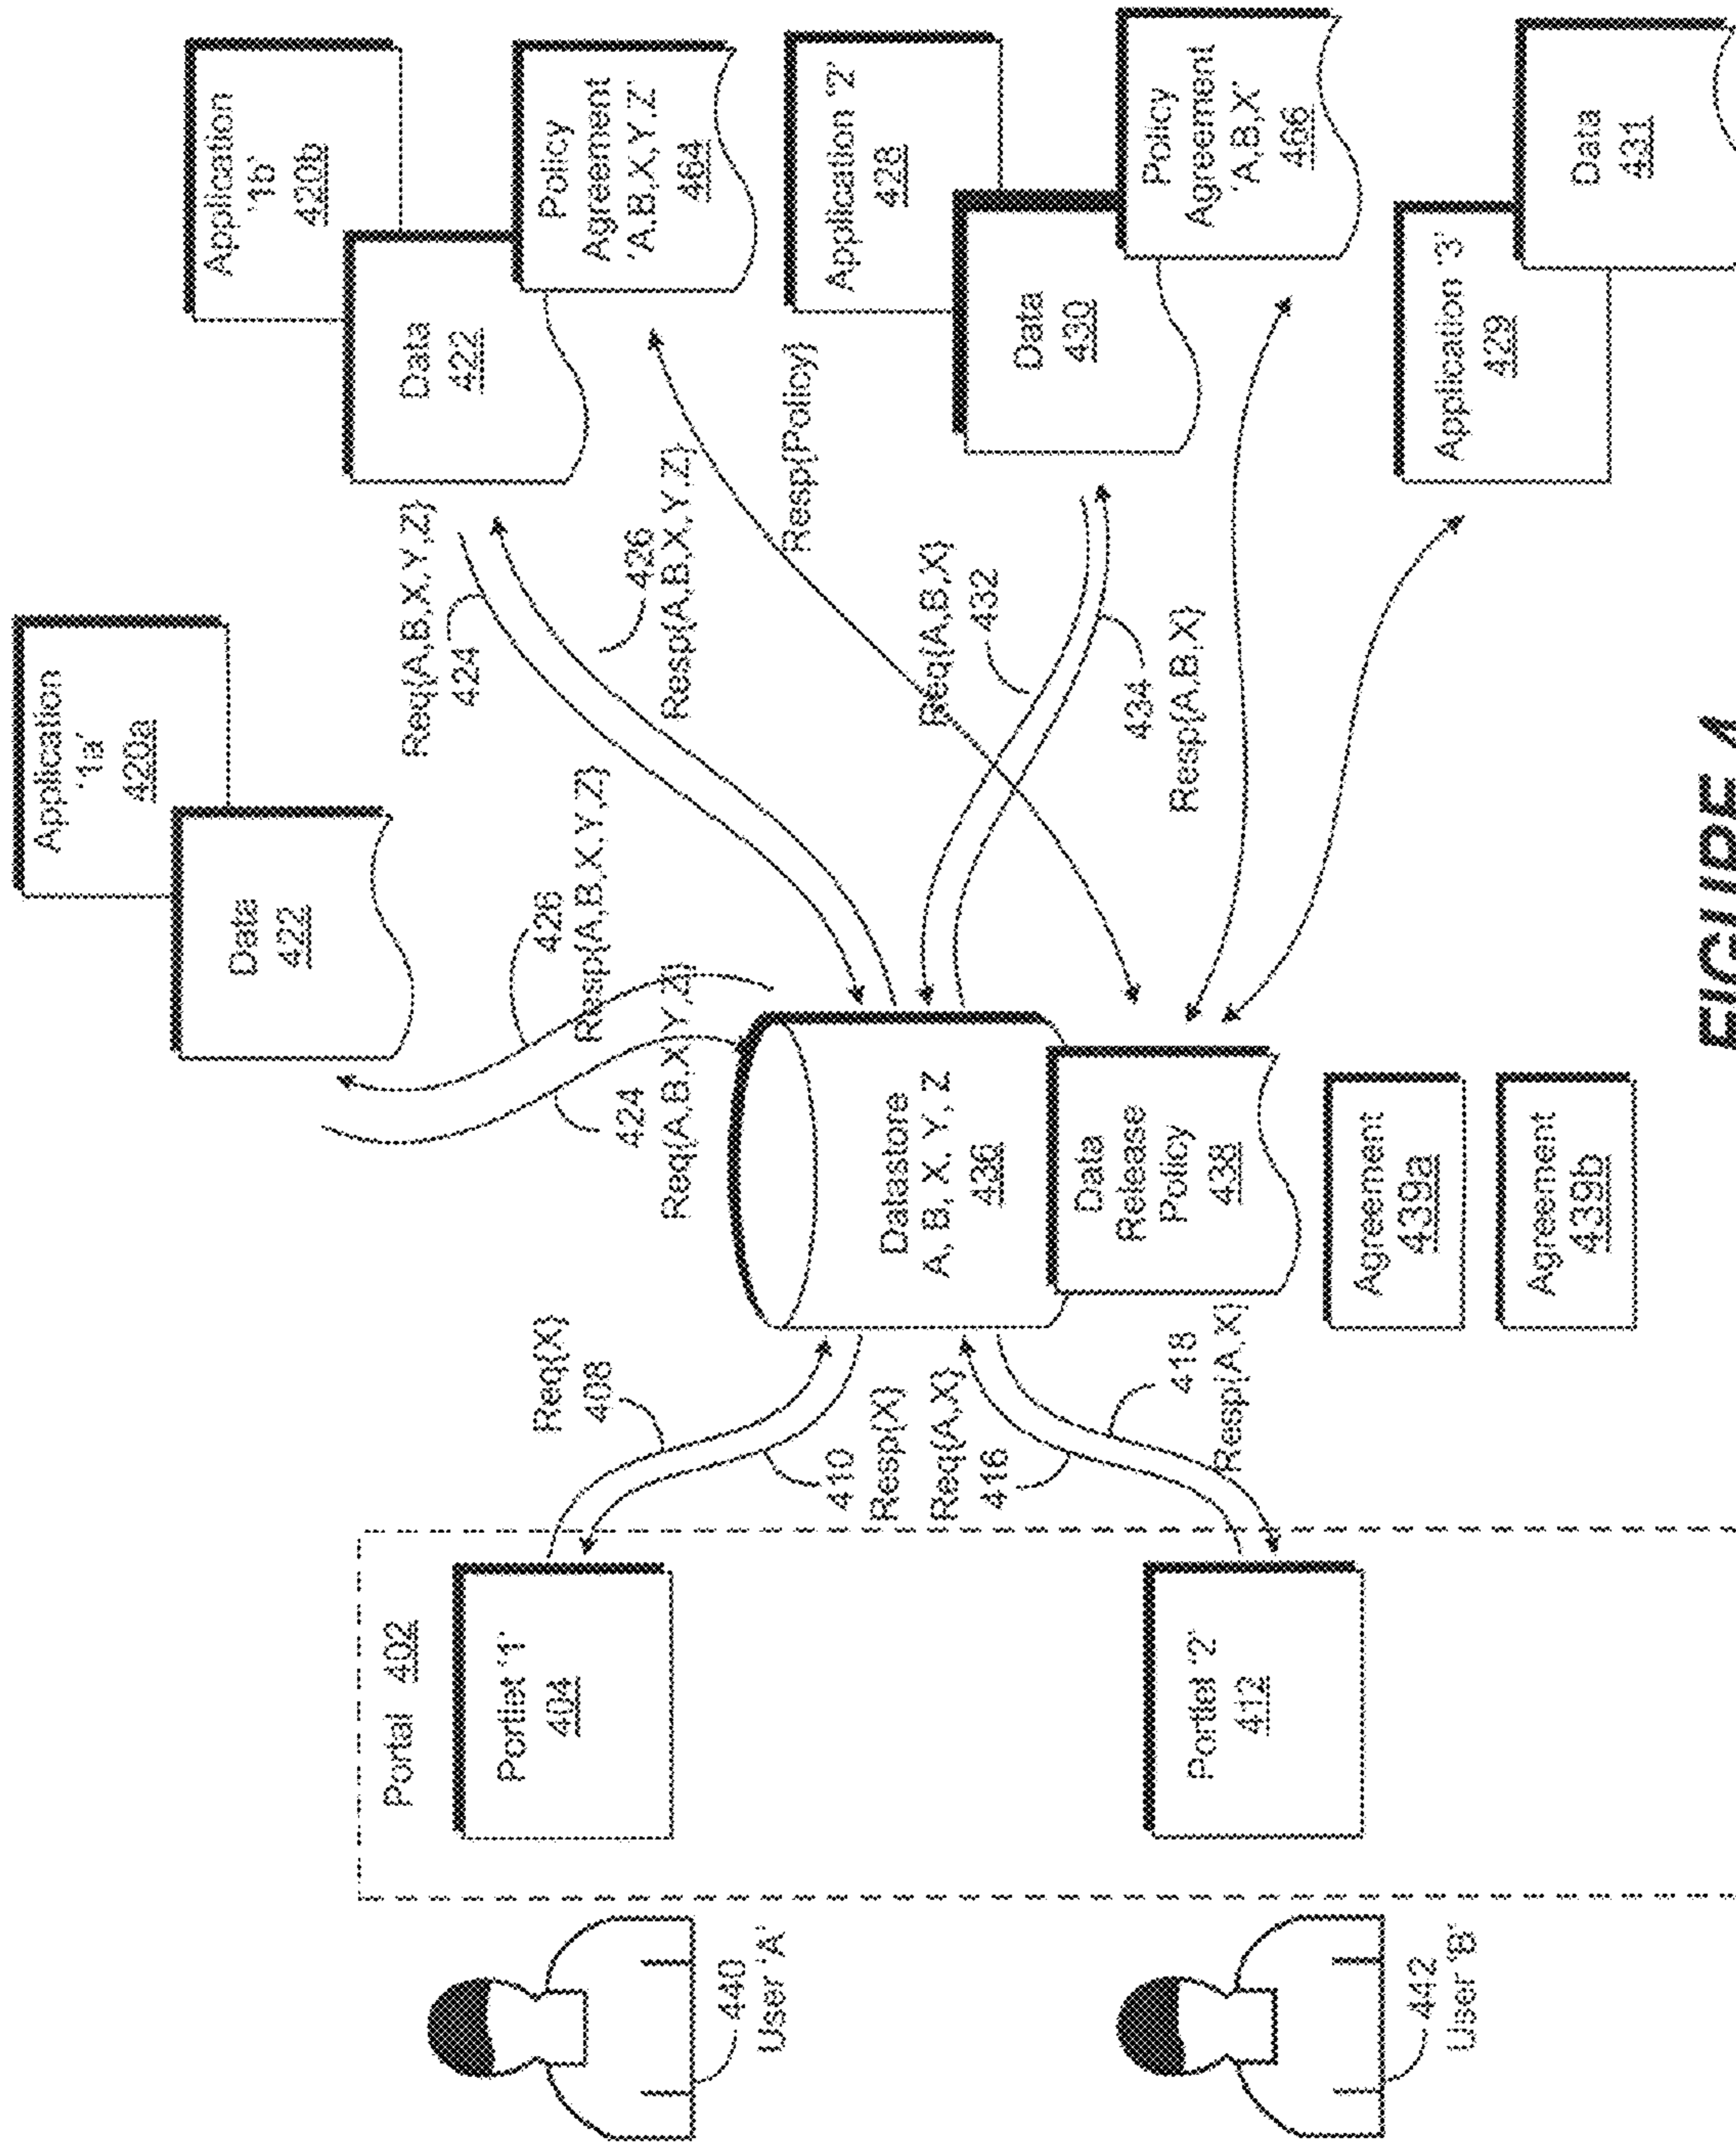 Application
'1a'
420a
Data
422
Application
'1b'
420b
Data
422
Policy
Agreement
'A,B,X,Y,Z'
464
Req{A,B,X,Y,Z}
424
426
Resp{A,B,X,Y,Z}
426
Resp{A,B,X,Y,Z}
424
Req{A,B,X,Y,Z}
Resp{Policy}
Application '2'
428
Data
430
Policy
Agreement
'A,B,X'
466
Req{A,B,X}
432
434
Resp{A,B,X}
Application '3'
429
Data
431
Datastore
A, B, X, Y, Z
436
Data
Release
Policy
438
Agreement
439a
Agreement
439b
Req{X}
408
410
Resp{X}
Req{A,X}
416
418
Resp{A,X}
Portal 402
Portlet '1'
404
Portlet '2'
412
440
User 'A'
442
User 'B'
FIGURE 4